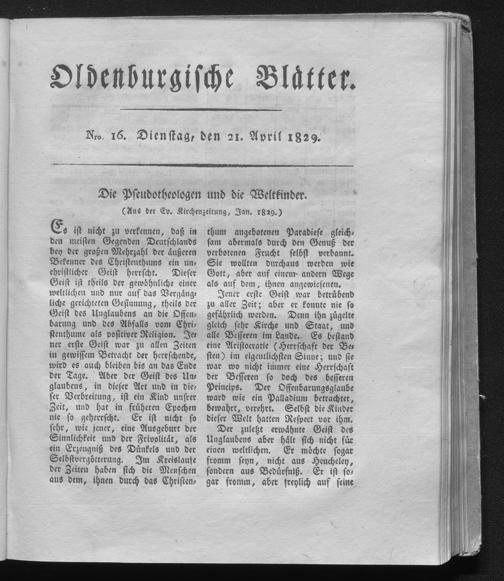 Oldenburgische Blätter.
Nro. 16. Dienstag, den 21. April 1829.
Die Pseudotheologen und die Weltkinder.
(Aus der Ev. Kirchenzeitung, Jan. 1829.)
Es ist nicht zu verkennen, daß in
den meisten Gegenden Deutschlands
bey der großen Mehrzahl der äußeren
Bekenner des Christenthums ein un-
christlicher Geist herrscht. Dieser
Geist ist theils der gewöhnliche einer
weltlichen und nur auf das Vergäng-
liche gerichteten Gesinnung, theils der
Geist des Unglaubens an die Offen-
barung und des Abfalls vom Chri-
stenthume als positiver Religion. Je-
ner erste Geist war zu allen Zeiten
in gewissem Betracht der herrschende,
wird es auch bleiben bis an das Ende
der Tage. Aber der Geist des Un-
glaubens, in dieser Art und in die-
ser Verbreitung, ist ein Kind unser
Zeit, und hat in früheren Epochen
nie so geherrscht. Er ist nicht so
sehr, wie jener, eine Ausgeburt der
Sinnlichkeit und der Frivolität, als
ein Erzeugniß des Dünkels und der
Selbstvergötterung. Im Kreislaufe
der Zeiten haben sich die Menschen
aus dem, ihnen durch das Christen-
thum angebotenen Paradiese gleich-
sam abermals durch den Genuß der
verbotenen Frucht selbst verbannt.
Sie wollten durchaus werden wie
Gott, aber auf einem andern Wege
als auf dem, ihnen angewiesenen.
Jener erste Geist war betrübend
zu aller Zeit; aber er konnte nie so
gefährlich werden. Denn ihn zügelte
gleich sehr Kirche und Staat, und
alle Besseren im Lande. Es bestand
eine Aristokratie (Herrschaft der Be-
sten) im eigentlichsten Sinne; und sie
war wo nicht immer eine Herrschaft
der Besseren so doch des besseren
Princips. Der Offenbarungsglaube
ward wie ein Palladium betrachtet,
bewahrt, verehrt. Selbst die Kinder
dieser Welt hatten Respect vor ihm.
Der zuletzt erwähnte Geist des
Unglaubens aber hält sich nicht für
einen weltlichen. Er möchte sogar
fromm seyn, nicht aus Heucheley,
sondern aus Bedürfniß. Er ist so-
gar fromm, aber freylich auf seine